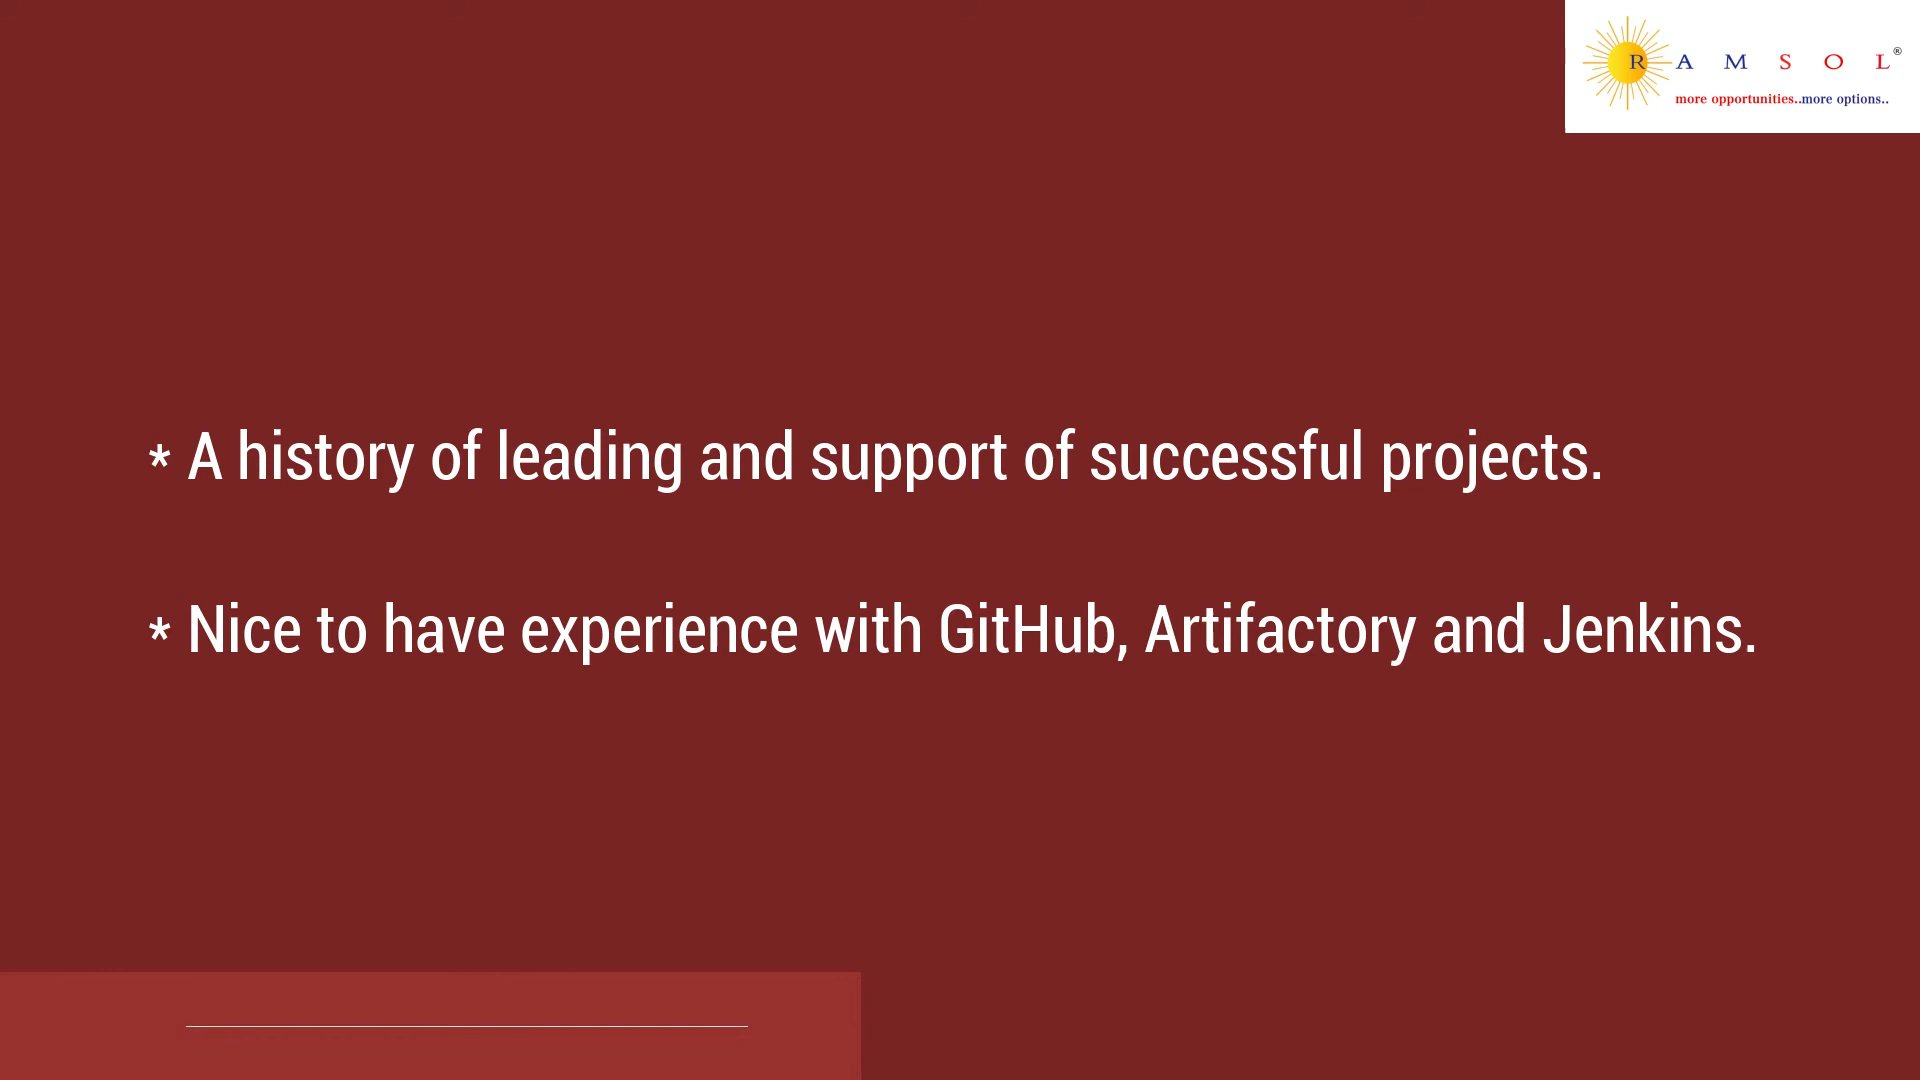 R A M S O L ®
more opportunities..more options..
* A history of leading and support of successful projects.
* Nice to have experience with GitHub, Artifactory and Jenkins.